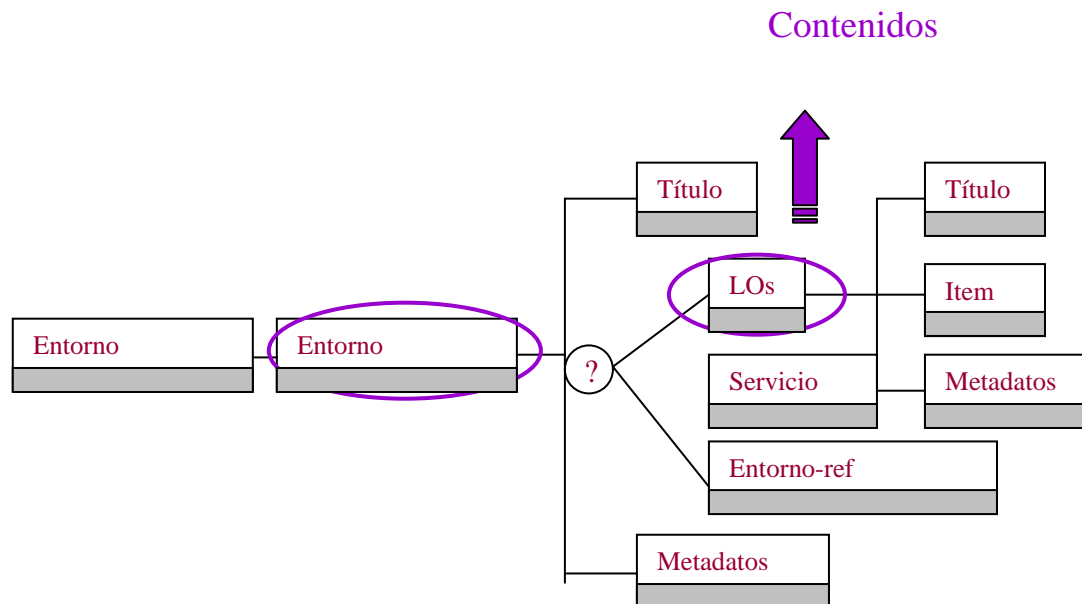 Contenidos
Título
Título
LOs
Item
Entorno
Entorno
?
Servicio
Metadatos
Entorno-ref
Metadatos